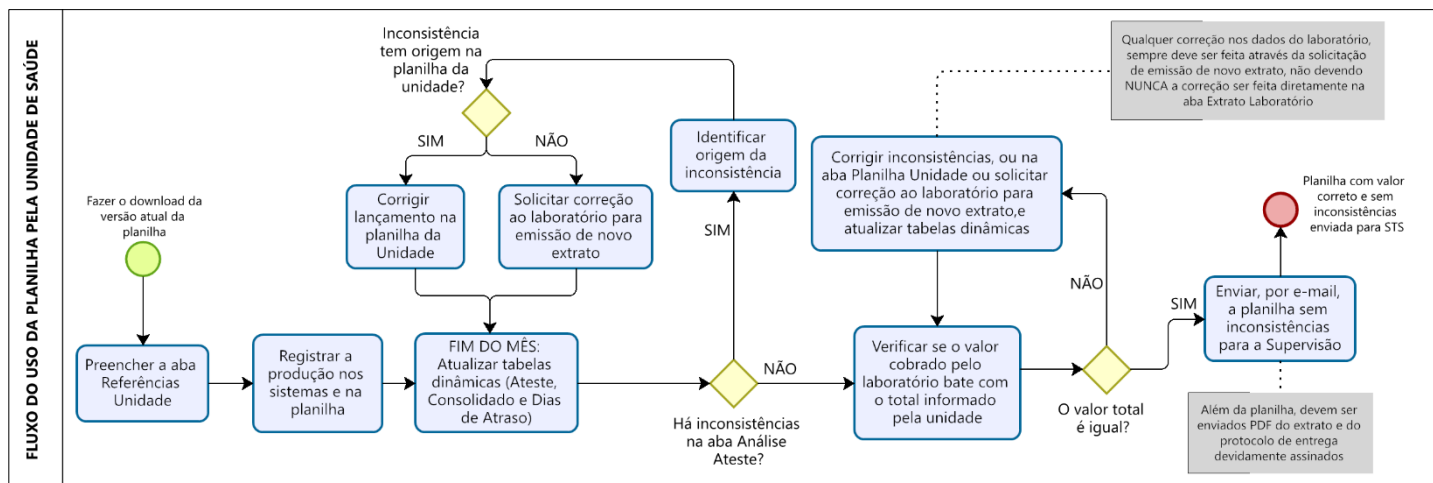 FLUXO DO USO DA PLANILHA PELA UNIDADE DE SAÚDE
Fazer o download da
versão atual da
planilha
Preencher a aba
Referências
Unidade
Registrar a
produção nos
sistemas e na
planilha
Inconsistência
tem origem na
planilha da
unidade?
SIM
NÃO
Corrigir
lançamento na
planilha da
Unidade
Solicitar correção
ao laboratório para
emissão de novo
extrato
FIM DO MÊS:
Atualizar tabelas
dinâmicas (Ateste,
Consolidado e Dias
de Atraso)
Identificar
origem da
inconsistência
SIM
NÃO
Há inconsistências
na aba Análise
Ateste?
Qualquer correção nos dados do laboratório,
sempre deve ser feita através da solicitação
de emissão de novo extrato, não devendo
NUNCA a correção ser feita diretamente na
aba Extrato Laboratório
Corrigir inconsistências, ou na
aba Planilha Unidade ou solicitar
correção ao laboratório para
emissão de novo extrato,e
atualizar tabelas dinâmicas
Verificar se o valor
cobrado pelo
laboratório bate com
o total informado
pela unidade
NÃO
SIM
O valor total
é igual?
Planilha com valor
correto e sem
inconsistências
enviada para STS
Enviar, por e-mail,
a planilha sem
inconsistências
para a Supervisão
Além da planilha, devem ser
enviados PDF do extrato e do
protocolo de entrega
devidamente assinados